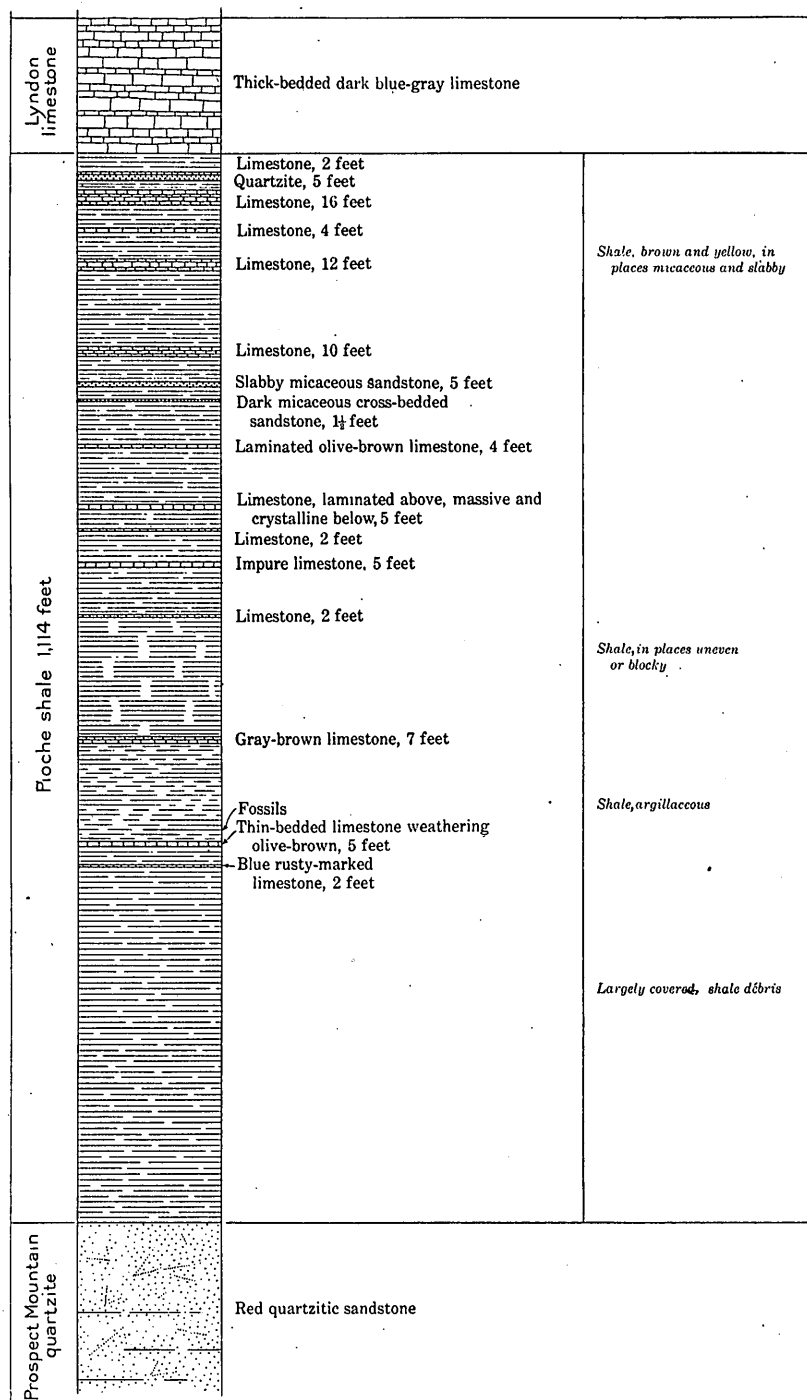 Lyndon
limestone
Thick-bedded dark blue-gray limestone
Pioche shale 1,114 feet
Limestone, 2 feet
Quartzite, 5 feet
Limestone, 16 feet
Limestone, 4 feet
Limestone, 12 feet
Shale, brown and yellow, in
places micaceous and slabby
Limestone, 10 feet
Slabby micaceous sandstone, 5 feet
Dark micaceous cross-bedded
sandstone, 1½ feet
Laminated olive-brown limestone, 4 feet
Limestone, laminated above, massive and
crystalline below, 5 feet
Limestone, 2 feet
Impure limestone, 5 feet
Limestone, 2 feet
Shale, in places uneven
or blocky
Gray-brown limestone, 7 feet
Shale, argillaceous
Fossils
Thin-bedded limestone weathering
olive-brown, 5 feet
Blue rusty-marked
limestone, 2 feet
Largely covered, shale débris
Prospect Mountain
quartzite
Red quartzitic sandstone